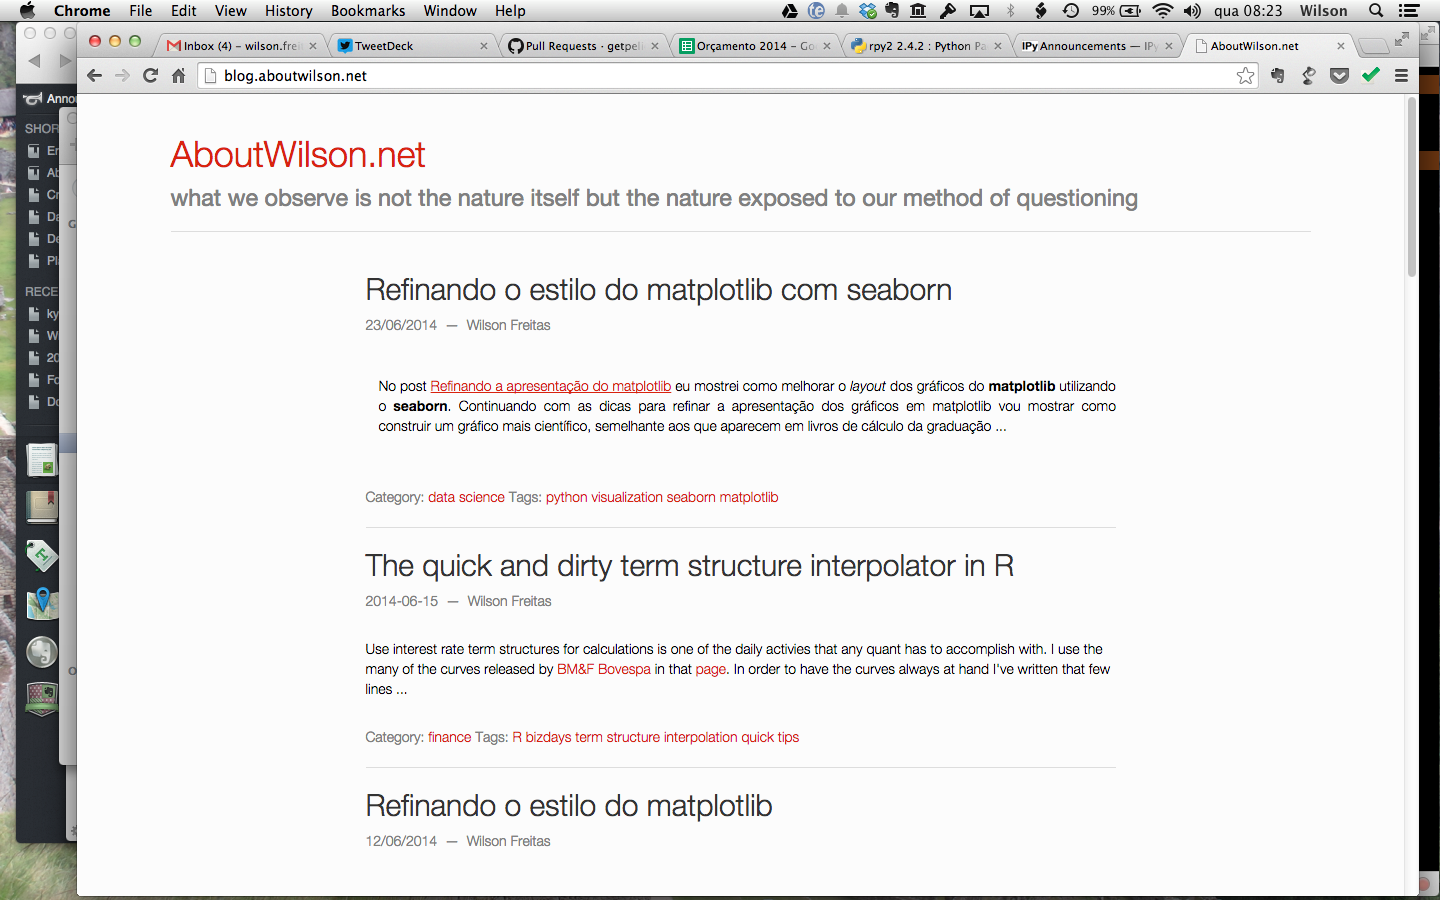 Chrome File Edit View History Bookmarks Window Help 99% qua 08:23 Wilson
Inbox (4) – wilson.frei TweetDeck Pull Requests · getpeli Orçamento 2014 – Go rpy2 2.4.2 : Python Pa IPy Announcements — IPy AboutWilson.net
blog.aboutwilson.net
AboutWilson.net
what we observe is not the nature itself but the nature exposed to our method of questioning
Refinando o estilo do matplotlib com seaborn
23/06/2014 — Wilson Freitas
No post Refinando a apresentação do matplotlib eu mostrei como melhorar o layout dos gráficos do matplotlib utilizando
o seaborn. Continuando com as dicas para refinar a apresentação dos gráficos em matplotlib vou mostrar como
construir um gráfico mais científico, semelhante aos que aparecem em livros de cálculo da graduação ...
Category: data science Tags: python visualization seaborn matplotlib
The quick and dirty term structure interpolator in R
2014-06-15 — Wilson Freitas
Use interest rate term structures for calculations is one of the daily activies that any quant has to accomplish with. I use the
many of the curves released by BM&F Bovespa in that page. In order to have the curves always at hand I've written that few
lines ...
Category: finance Tags: R bizdays term structure interpolation quick tips
Refinando o estilo do matplotlib
12/06/2014 — Wilson Freitas
Annot
SHOR
En
Ab
Cr
Da
De
Pl
RECE
ky
W
20
Fo
Do